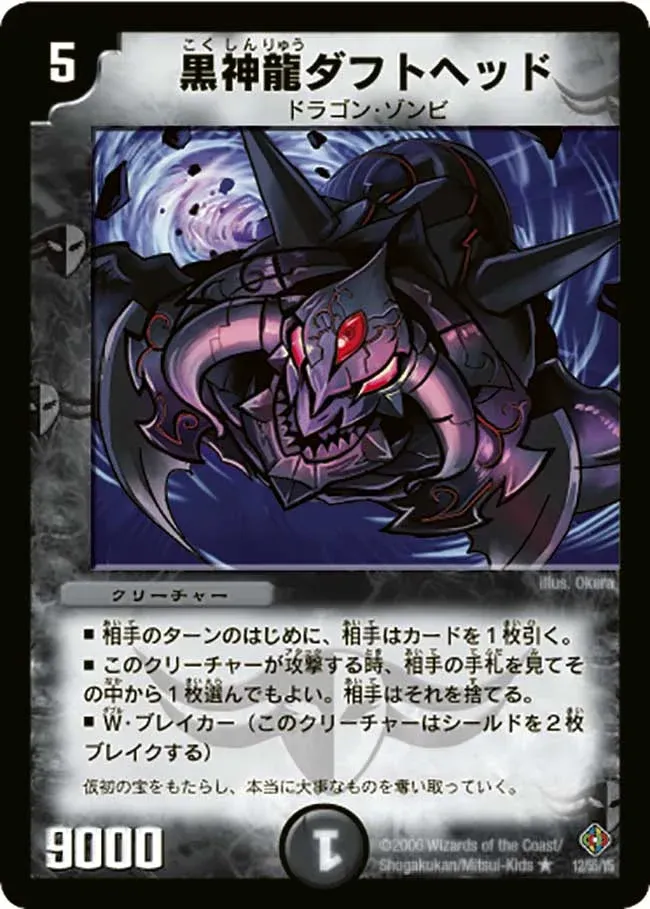 5
こくしんりゅう
黒神龍ダフトヘッド
ドラゴン・ゾンビ
illus. Okera
クリーチャー
■ 相手のターンのはじめに、相手はカードを1枚引く。
■ このクリーチャーが攻撃する時、相手の手札を見てそ
の中から1枚選んでもよい。相手はそれを捨てる。
■ W・ブレイカー（このクリーチャーはシールドを2枚
ブレイクする）
仮初の宝をもたらし、本当に大事なものを奪い取っていく。
9000
1
©2006 Wizards of the Coast/
Shogakukan/Mitsui-Kids ★
12/55/Y5